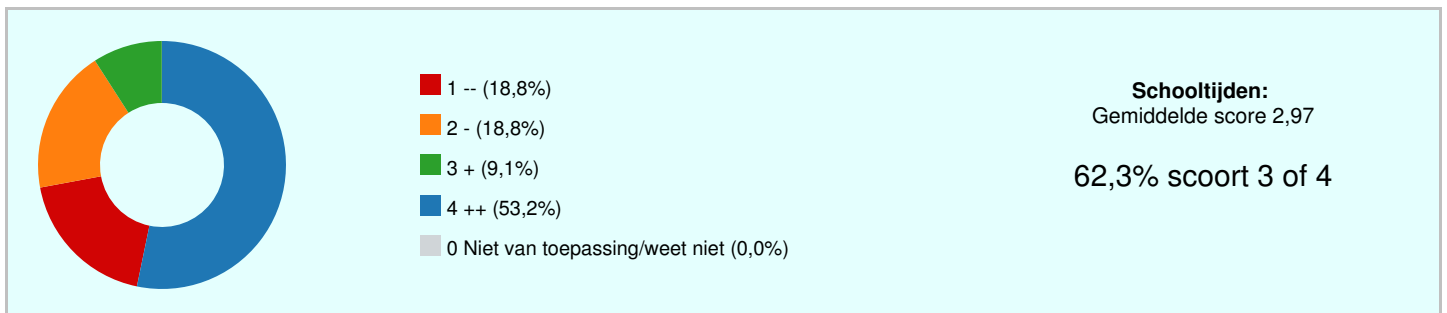 1 -- (18,8%)
2 - (18,8%)
3 + (9,1%)
4 ++ (53,2%)
0 Niet van toepassing/weet niet (0,0%)
Schooltijden:
Gemiddelde score 2,97
62,3% scoort 3 of 4